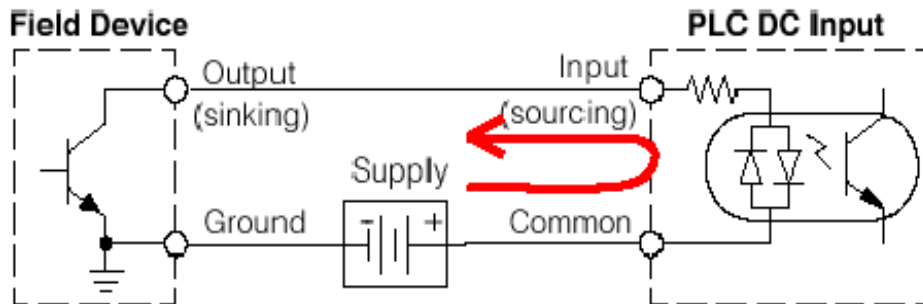 Field Device PLC DC Input
Output Input
(sinking) (sourcing)
Supply
Ground - + Common